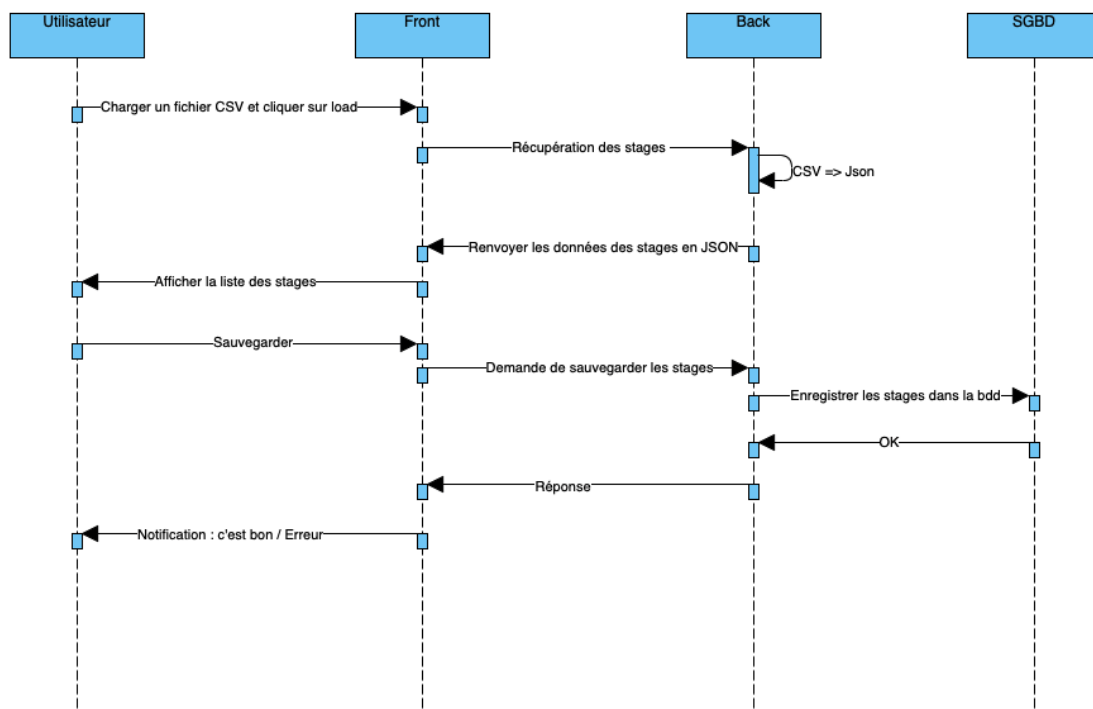 Utilisateur
Front
Back
SGBD
Charger un fichier CSV et cliquer sur load
Récupération des stages
CSV => Json
Renvoyer les données des stages en JSON
Afficher la liste des stages
Sauvegarder
Demande de sauvegarder les stages
Enregistrer les stages dans la bdd
OK
Réponse
Notification : c'est bon / Erreur